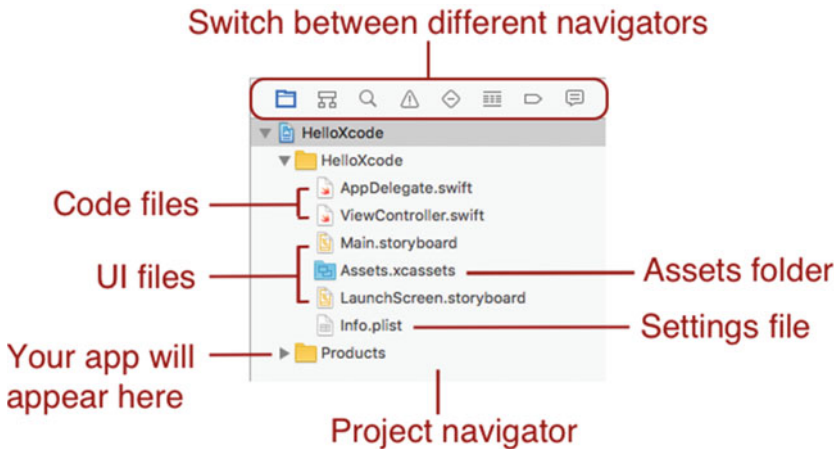 Switch between different navigators
HelloXcode
HelloXcode
AppDelegate.swift
Code files
ViewController.swift
Main.storyboard
UI files
Assets.xcassets
Assets folder
LaunchScreen.storyboard
Info.plist
Settings file
Your app will
appear here
Products
Project navigator